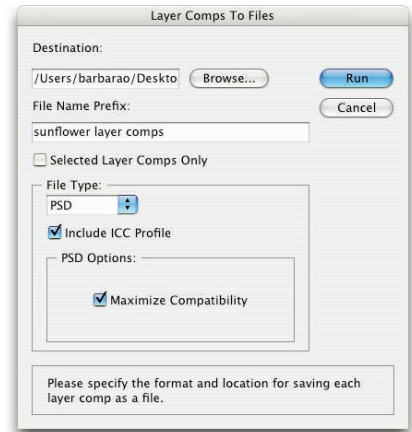 Layer Comps To Files
Destination:
/Users/barbarao/Deskto
Browse...
Run
File Name Prefix:
Cancel
sunflower layer comps
Selected Layer Comps Only
File Type:
PSD
Include ICC Profile
PSD Options:
Maximize Compatibility
Please specify the format and location for saving each
layer comp as a file.